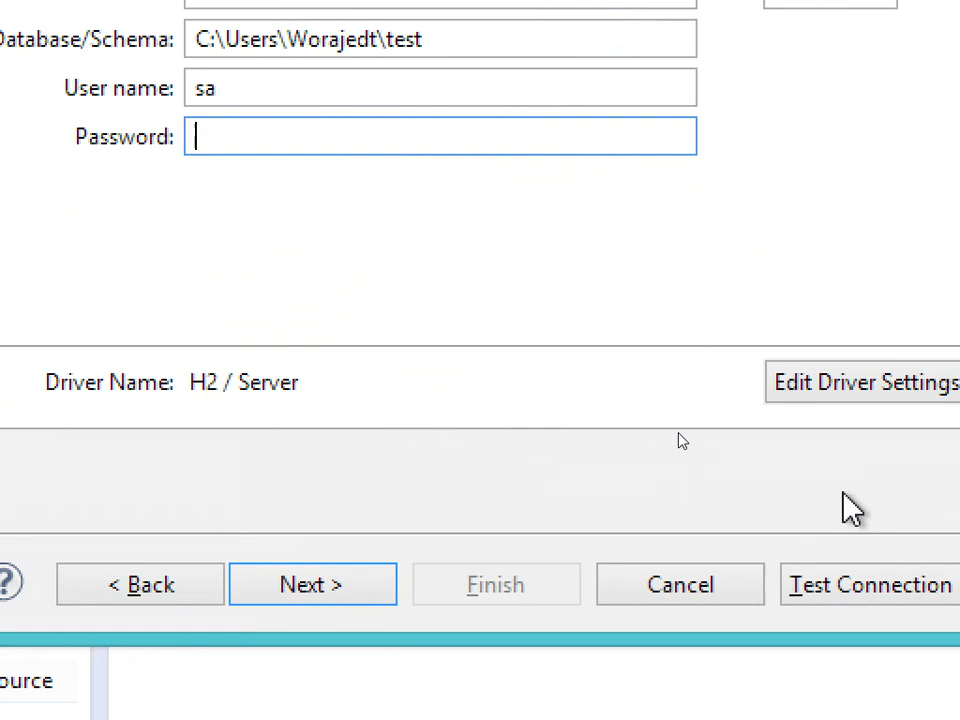 Database/Schema: C:\Users\Worajedt\test
User name: sa
Password:
Driver Name: H2 / Server
Edit Driver Settings
< Back
Next >
Finish
Cancel
Test Connection
ource